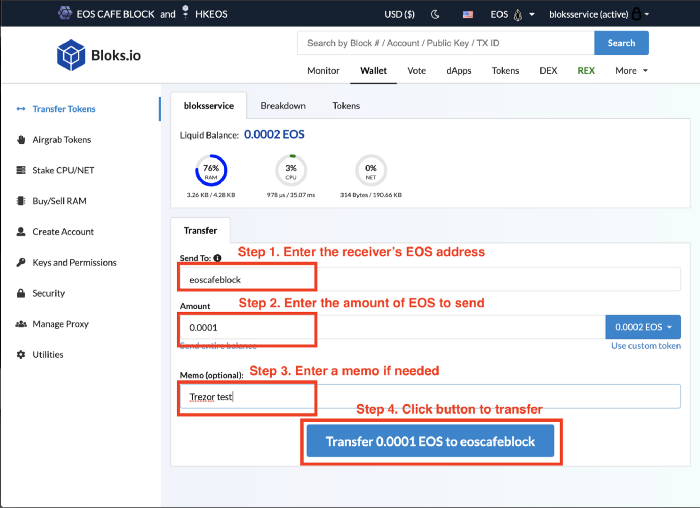 EOS CAFE BLOCK and HKEOS USD ($) EOS bloksservice (active)
Bloks.io
Search by Block # / Account / Public Key / TX ID Search
Monitor Wallet Vote dApps Tokens DEX REX More
Transfer Tokens
Airgrab Tokens
Stake CPU/NET
Buy/Sell RAM
Create Account
Keys and Permissions
Security
Manage Proxy
Utilities
bloksservice Breakdown Tokens
Liquid Balance: 0.0002 EOS
76% 3% 0%
RAM CPU NET
3.26 KB / 4.28 KB 978 µs / 35.07 ms 314 Bytes / 190.66 KB
Transfer
Step 1. Enter the receiver's EOS address
Send To:
eoscafeblock
Step 2. Enter the amount of EOS to send
Amount
0.0001 0.0002 EOS
Send entire balance Use custom token
Step 3. Enter a memo if needed
Memo (optional):
Trezor test
Step 4. Click button to transfer
Transfer 0.0001 EOS to eoscafeblock